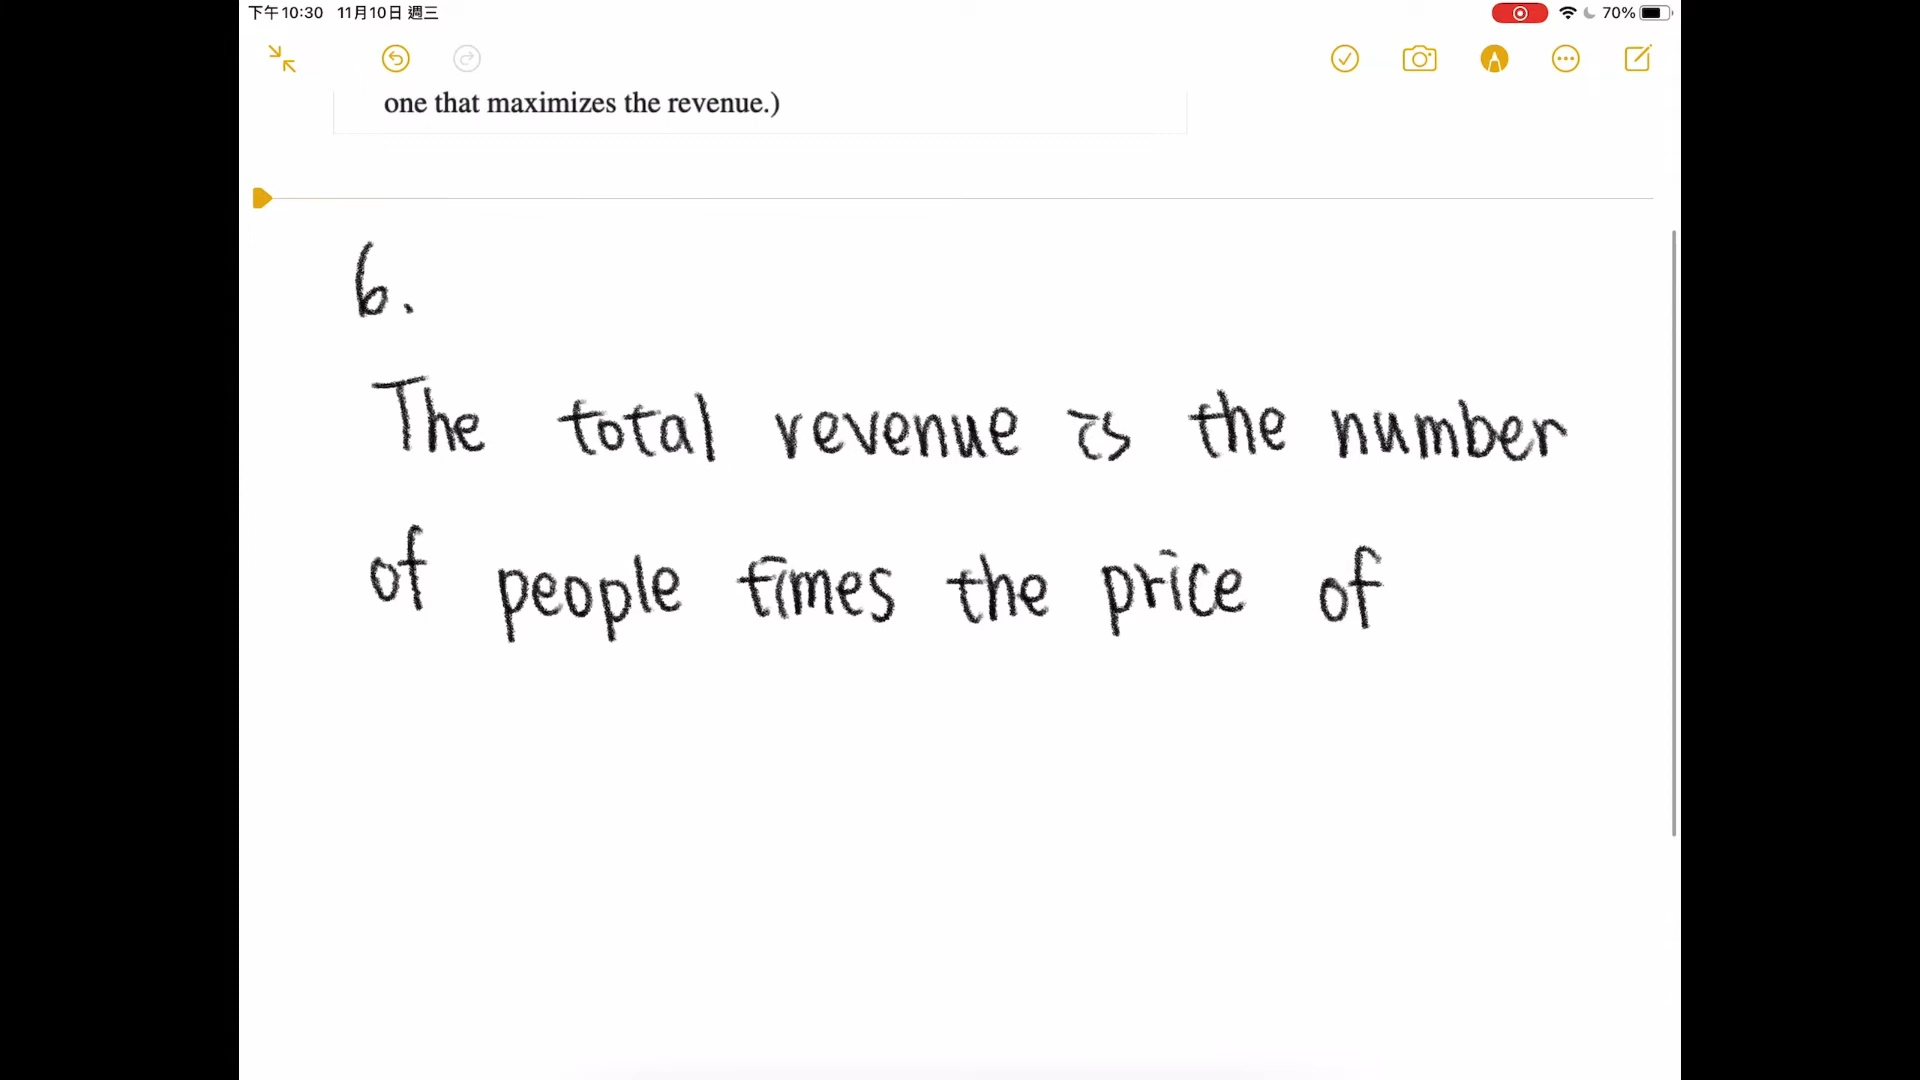 下午10:30 11月10日 週三
70%
one that maximizes the revenue.)
6.
The total revenue is the number
of people times the price of